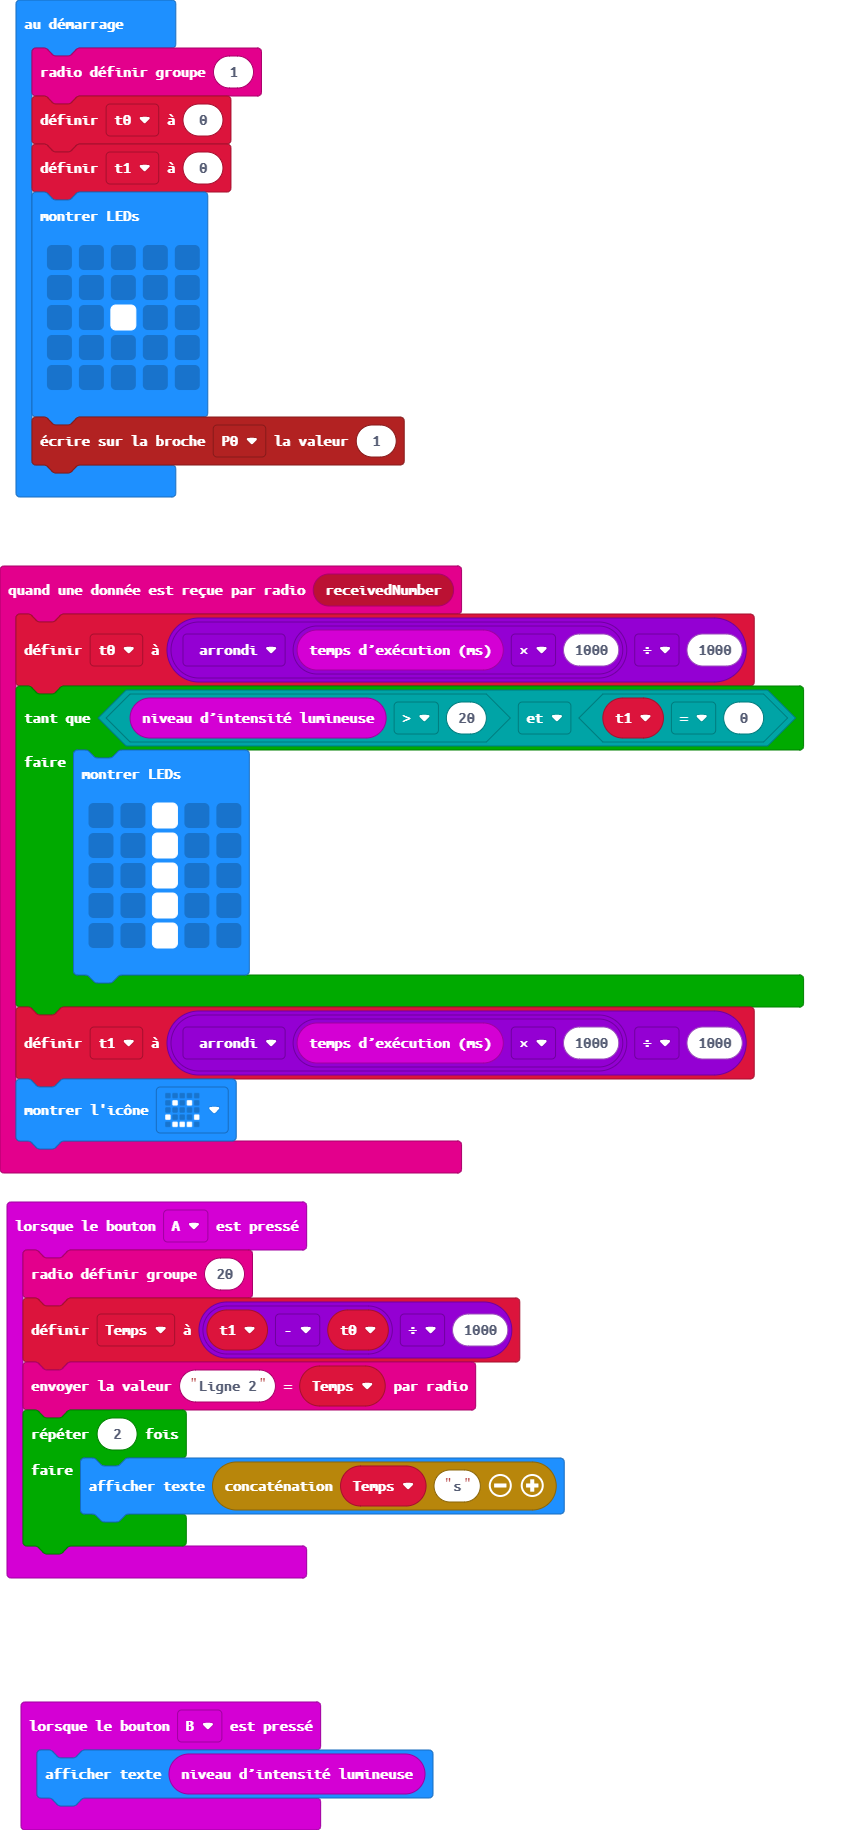 au démarrage
radio définir groupe 1
définir t0 à 0
définir t1 à 0
montrer LEDs
écrire sur la broche P0 la valeur 1
quand une donnée est reçue par radio receivedNumber
définir t0 à arrondi temps d'exécution (ms) × 1000 ÷ 1000
tant que niveau d'intensité lumineuse > 20 et t1 = 0
faire
montrer LEDs
définir t1 à arrondi temps d'exécution (ms) × 1000 ÷ 1000
montrer l'icône
lorsque le bouton A est pressé
radio définir groupe 20
définir Temps à t1 - t0 ÷ 1000
envoyer la valeur "Ligne 2" = Temps par radio
répéter 2 fois
faire
afficher texte concaténation Temps "s"
lorsque le bouton B est pressé
afficher texte niveau d'intensité lumineuse